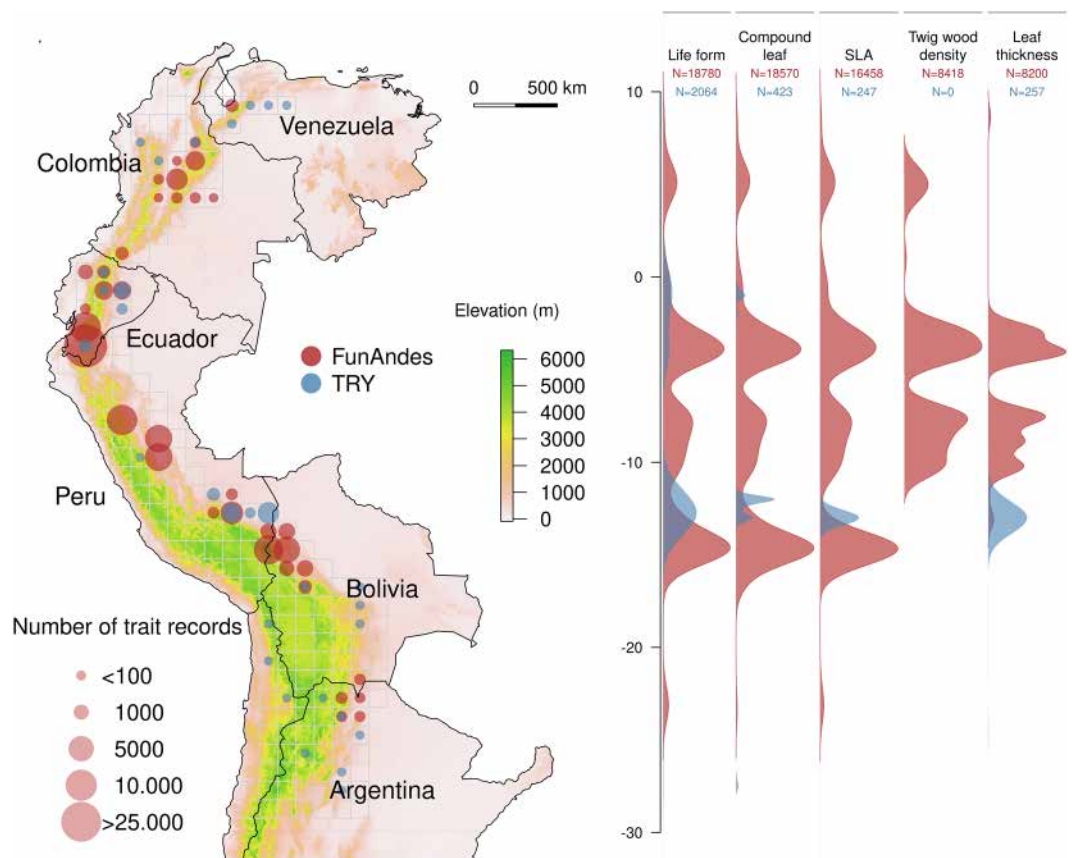 0 500 km
Venezuela
Colombia
Ecuador
Elevation (m)
FunAndes
TRY
6000
5000
4000
3000
2000
1000
0
Peru
Bolivia
Argentina
Number of trait records
<100
1000
5000
10.000
>25.000
Life form
N=18780
N=2064
Compound
leaf
N=18570
N=423
SLA
N=16458
N=247
Twig wood
density
N=8418
N=0
Leaf
thickness
N=8200
N=257
10
0
-10
-20
-30